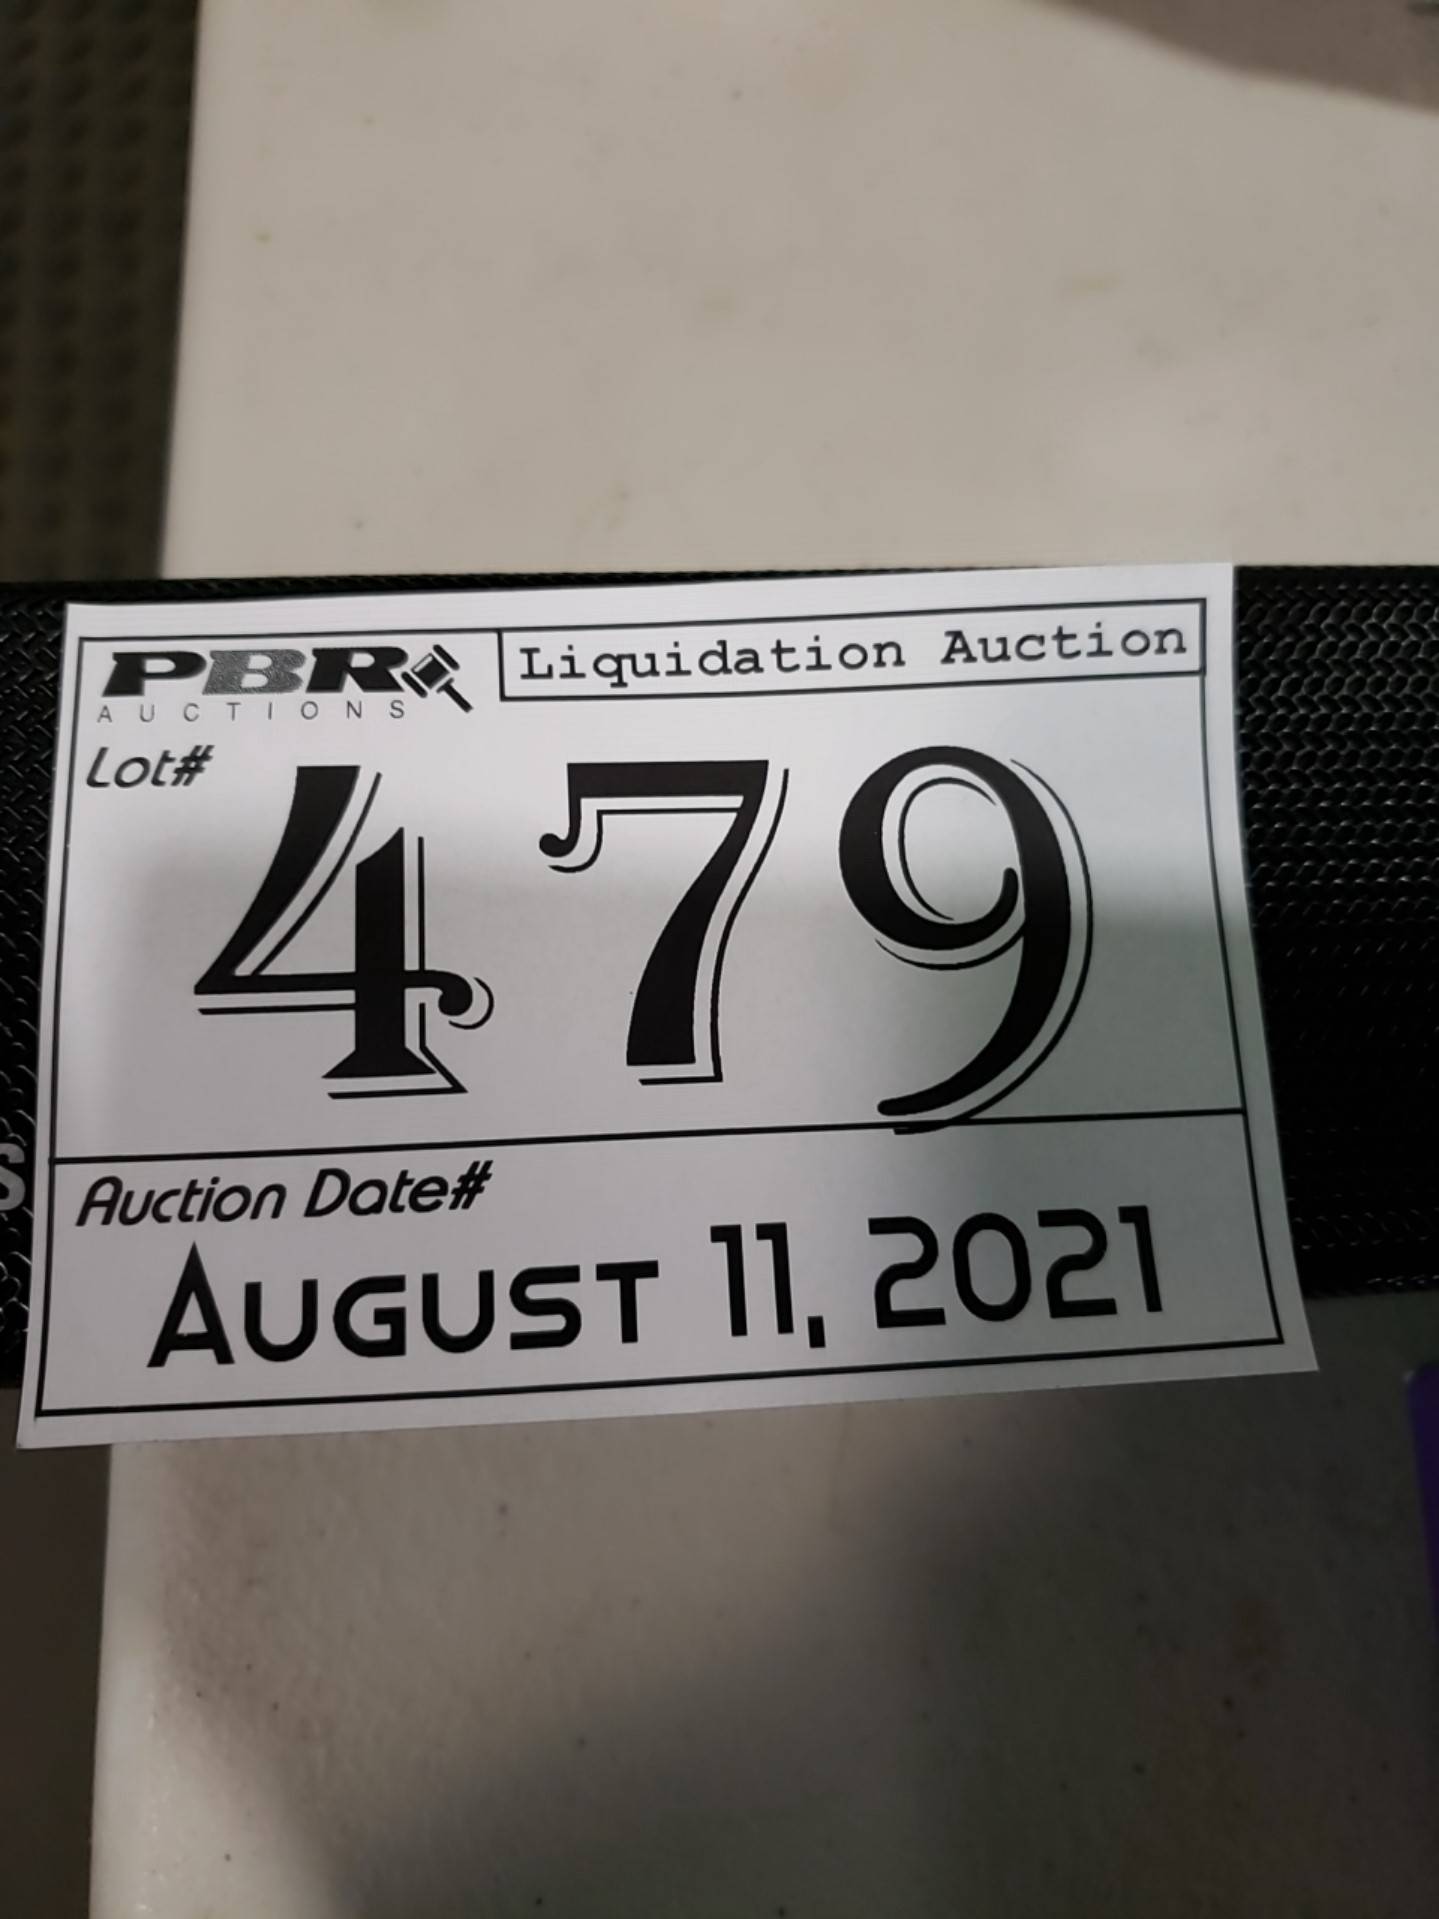 PBR
AUCTIONS
Liquidation Auction
Lot#
479
Auction Date#
August 11, 2021
S